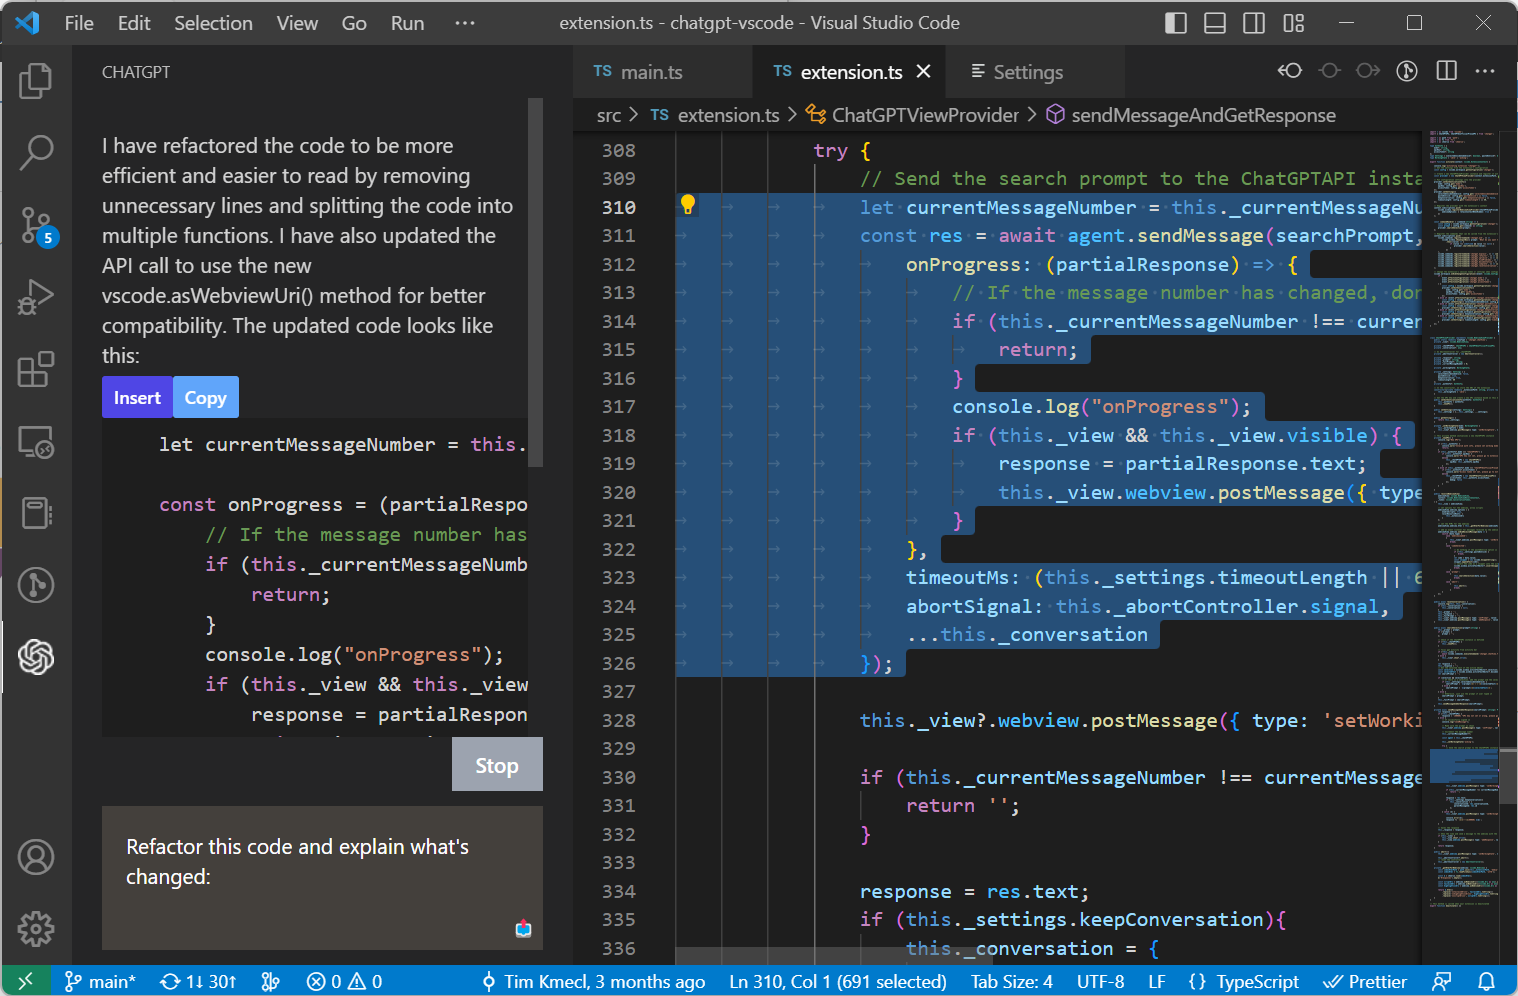 File Edit Selection View Go Run ··· extension.ts - chatgpt-vscode - Visual Studio Code
CHATGPT
I have refactored the code to be more
efficient and easier to read by removing
unnecessary lines and splitting the code into
multiple functions. I have also updated the
API call to use the new
vscode.asWebviewUri() method for better
compatibility. The updated code looks like
this:
Insert Copy
let currentMessageNumber = this.
const onProgress = (partialRespo
// If the message number has
if (this._currentMessageNumb
return;
}
console.log("onProgress");
if (this._view && this._view
response = partialRespon
Stop
Refactor this code and explain what's
changed:
5
TS main.ts TS extension.ts Settings
src > TS extension.ts > ChatGPTViewProvider > sendMessageAndGetResponse
308 try {
309 // Send the search prompt to the ChatGPTAPI insta
310 let currentMessageNumber = this._currentMessageNu
311 const res = await agent.sendMessage(searchPrompt,
312 onProgress: (partialResponse) => {
313 // If the message number has changed, don
314 if (this._currentMessageNumber !== curren
315 return;
316 }
317 console.log("onProgress");
318 if (this._view && this._view.visible) {
319 response = partialResponse.text;
320 this._view.webview.postMessage({ type
321 }
322 },
323 timeoutMs: (this._settings.timeoutLength || 6
324 abortSignal: this._abortController.signal,
325 ...this._conversation
326 });
327
328 this._view?.webview.postMessage({ type: 'setWorki
329
330 if (this._currentMessageNumber !== currentMessage
331 return '';
332 }
333
334 response = res.text;
335 if (this._settings.keepConversation){
336 this._conversation = {
main* 1↓ 30↑ 0 0 Tim Kmecl, 3 months ago Ln 310, Col 1 (691 selected) Tab Size: 4 UTF-8 LF {} TypeScript Prettier